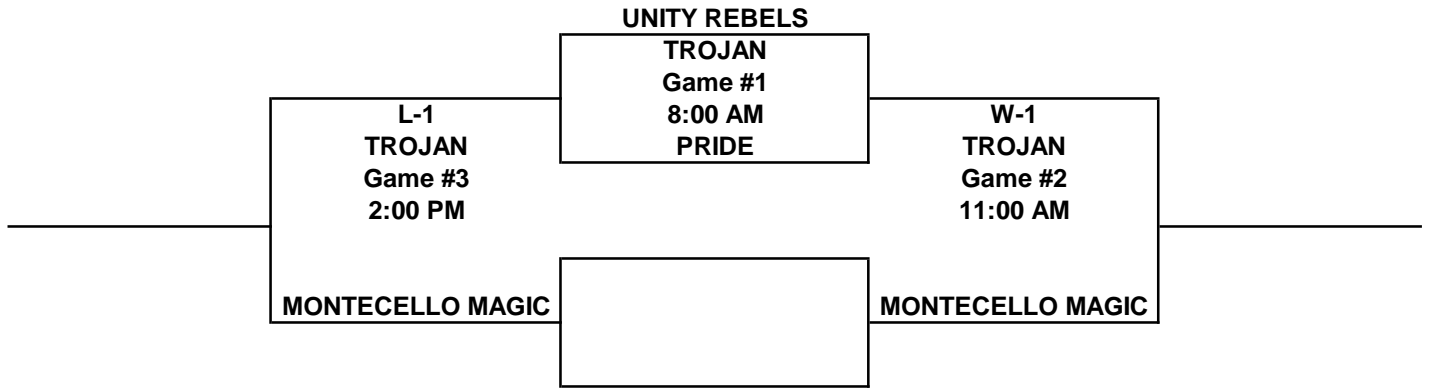 UNITY REBELS
TROJAN
Game #1
8:00 AM
PRIDE
L-1
TROJAN
Game #3
2:00 PM
MONTECELLO MAGIC
W-1
TROJAN
Game #2
11:00 AM
MONTECELLO MAGIC